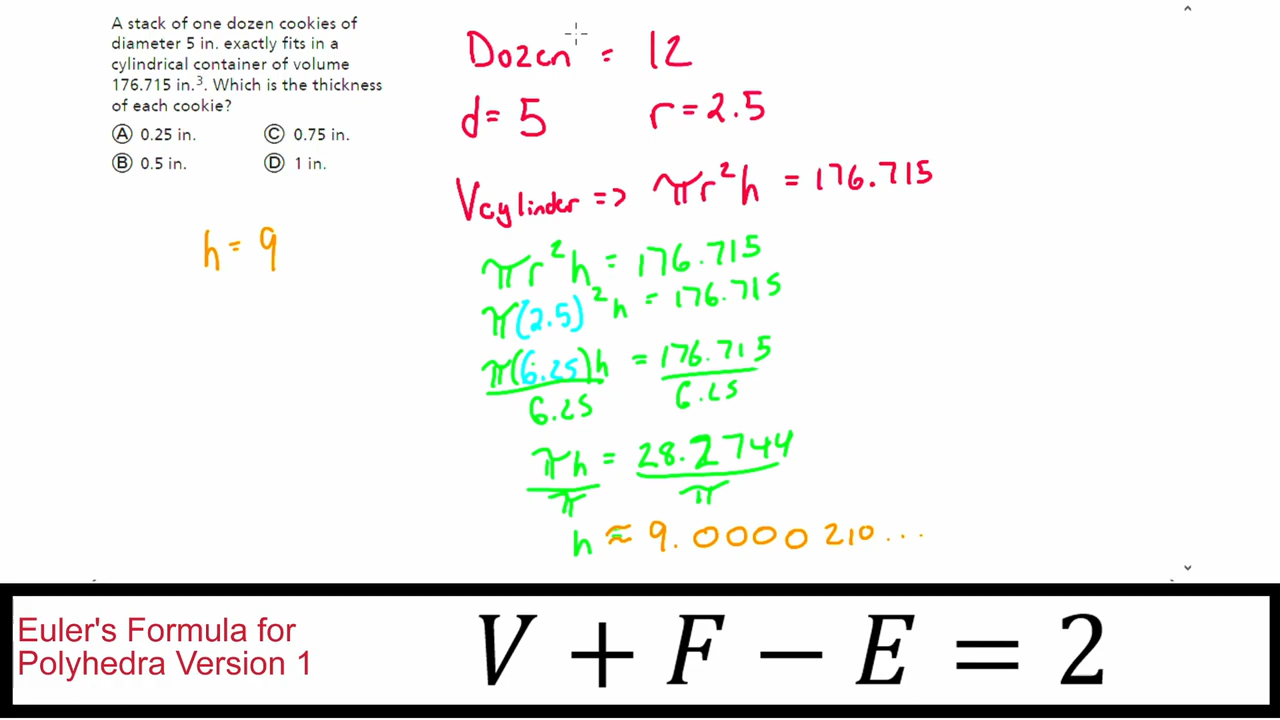 A stack of one dozen cookies of
diameter 5 in. exactly fits in a
cylindrical container of volume
176.715 in.³. Which is the thickness
of each cookie?
Ⓐ 0.25 in. Ⓒ 0.75 in.
Ⓑ 0.5 in. Ⓓ 1 in.
h = 9
Dozen = 12
d = 5 r = 2.5
Vcylinder => πr²h = 176.715
πr²h = 176.715
π(2.5)²h = 176.715
π(6.25)h = 176.715
6.25 6.25
πh = 28.2744
π π
h ≈ 9.0000210...
Euler's Formula for
Polyhedra Version 1
V + F − E = 2